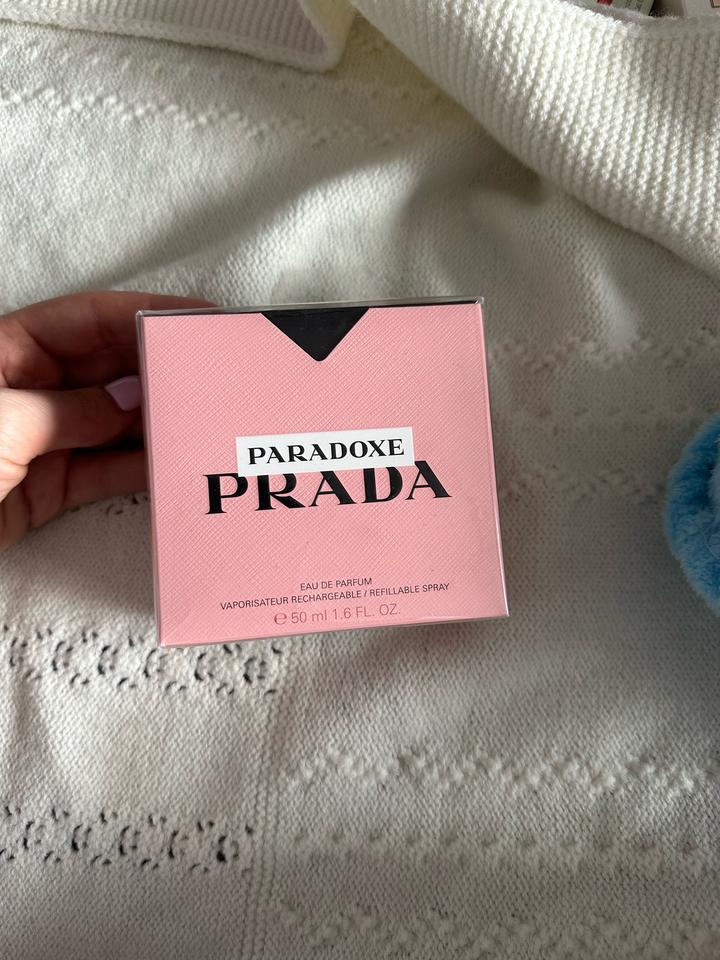 PARADOXE
PRADA
EAU DE PARFUM
VAPORISATEUR RECHARGEABLE / REFILLABLE SPRAY
℮ 50 ml 1.6 FL. OZ.